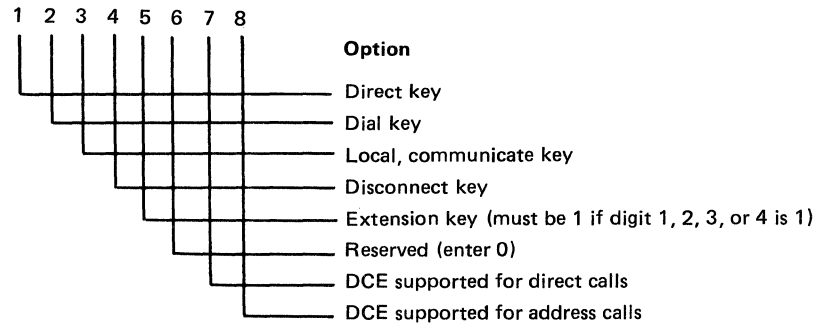 1 2 3 4 5 6 7 8
Option
Direct key
Dial key
Local, communicate key
Disconnect key
Extension key (must be 1 if digit 1, 2, 3, or 4 is 1)
Reserved (enter 0)
DCE supported for direct calls
DCE supported for address calls